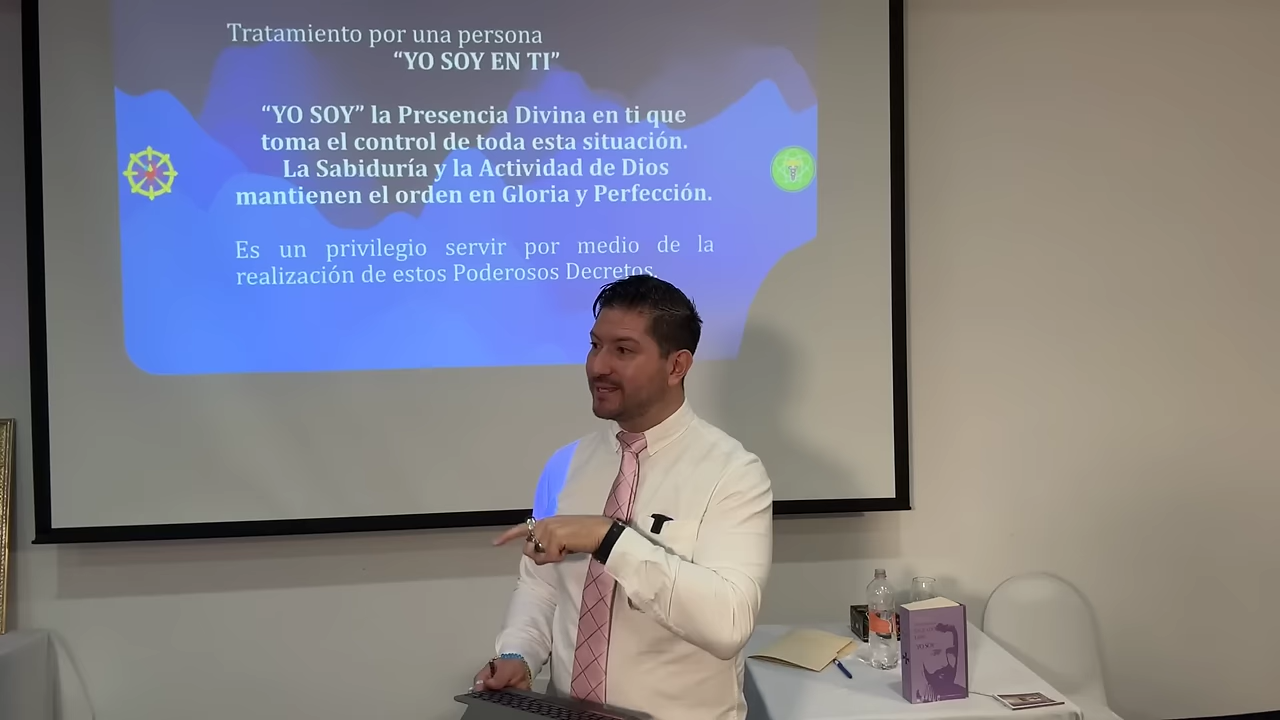 Tratamiento por una persona
“YO SOY EN TI”
“YO SOY” la Presencia Divina en ti que
toma el control de toda esta situación.
La Sabiduría y la Actividad de Dios
mantienen el orden en Gloria y Perfección.
Es un privilegio servir por medio de la
realización de estos Poderosos Decretos.